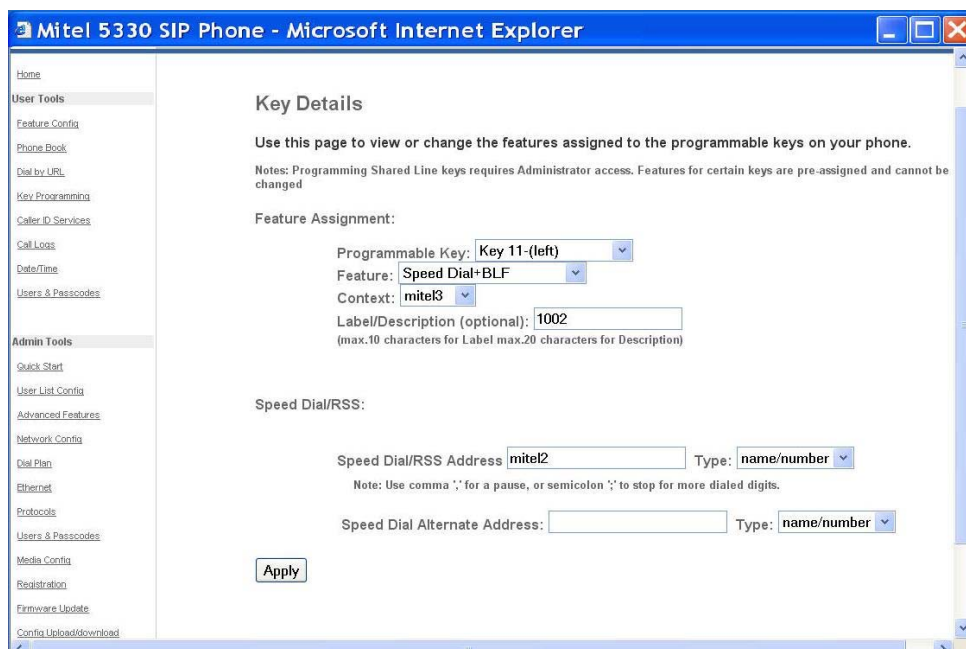 Mitel 5330 SIP Phone - Microsoft Internet Explorer
Home
User Tools
Feature Config
Phone Book
Dial by URL
Key Programming
Caller ID Services
Call Logs
Date/Time
Users & Passcodes
Admin Tools
Quick Start
User List Config
Advanced Features
Network Config
Dial Plan
Ethernet
Protocols
Users & Passcodes
Media Config
Registration
Firmware Update
Config Upload/download
Key Details
Use this page to view or change the features assigned to the programmable keys on your phone.
Notes: Programming Shared Line keys requires Administrator access. Features for certain keys are pre-assigned and cannot be
changed
Feature Assignment:
Programmable Key: Key 11-(left)
Feature: Speed Dial+BLF
Context: mitel3
Label/Description (optional): 1002
(max.10 characters for Label max.20 characters for Description)
Speed Dial/RSS:
Speed Dial/RSS Address mitel2 Type: name/number
Note: Use comma ',' for a pause, or semicolon ';' to stop for more dialed digits.
Speed Dial Alternate Address: Type: name/number
Apply